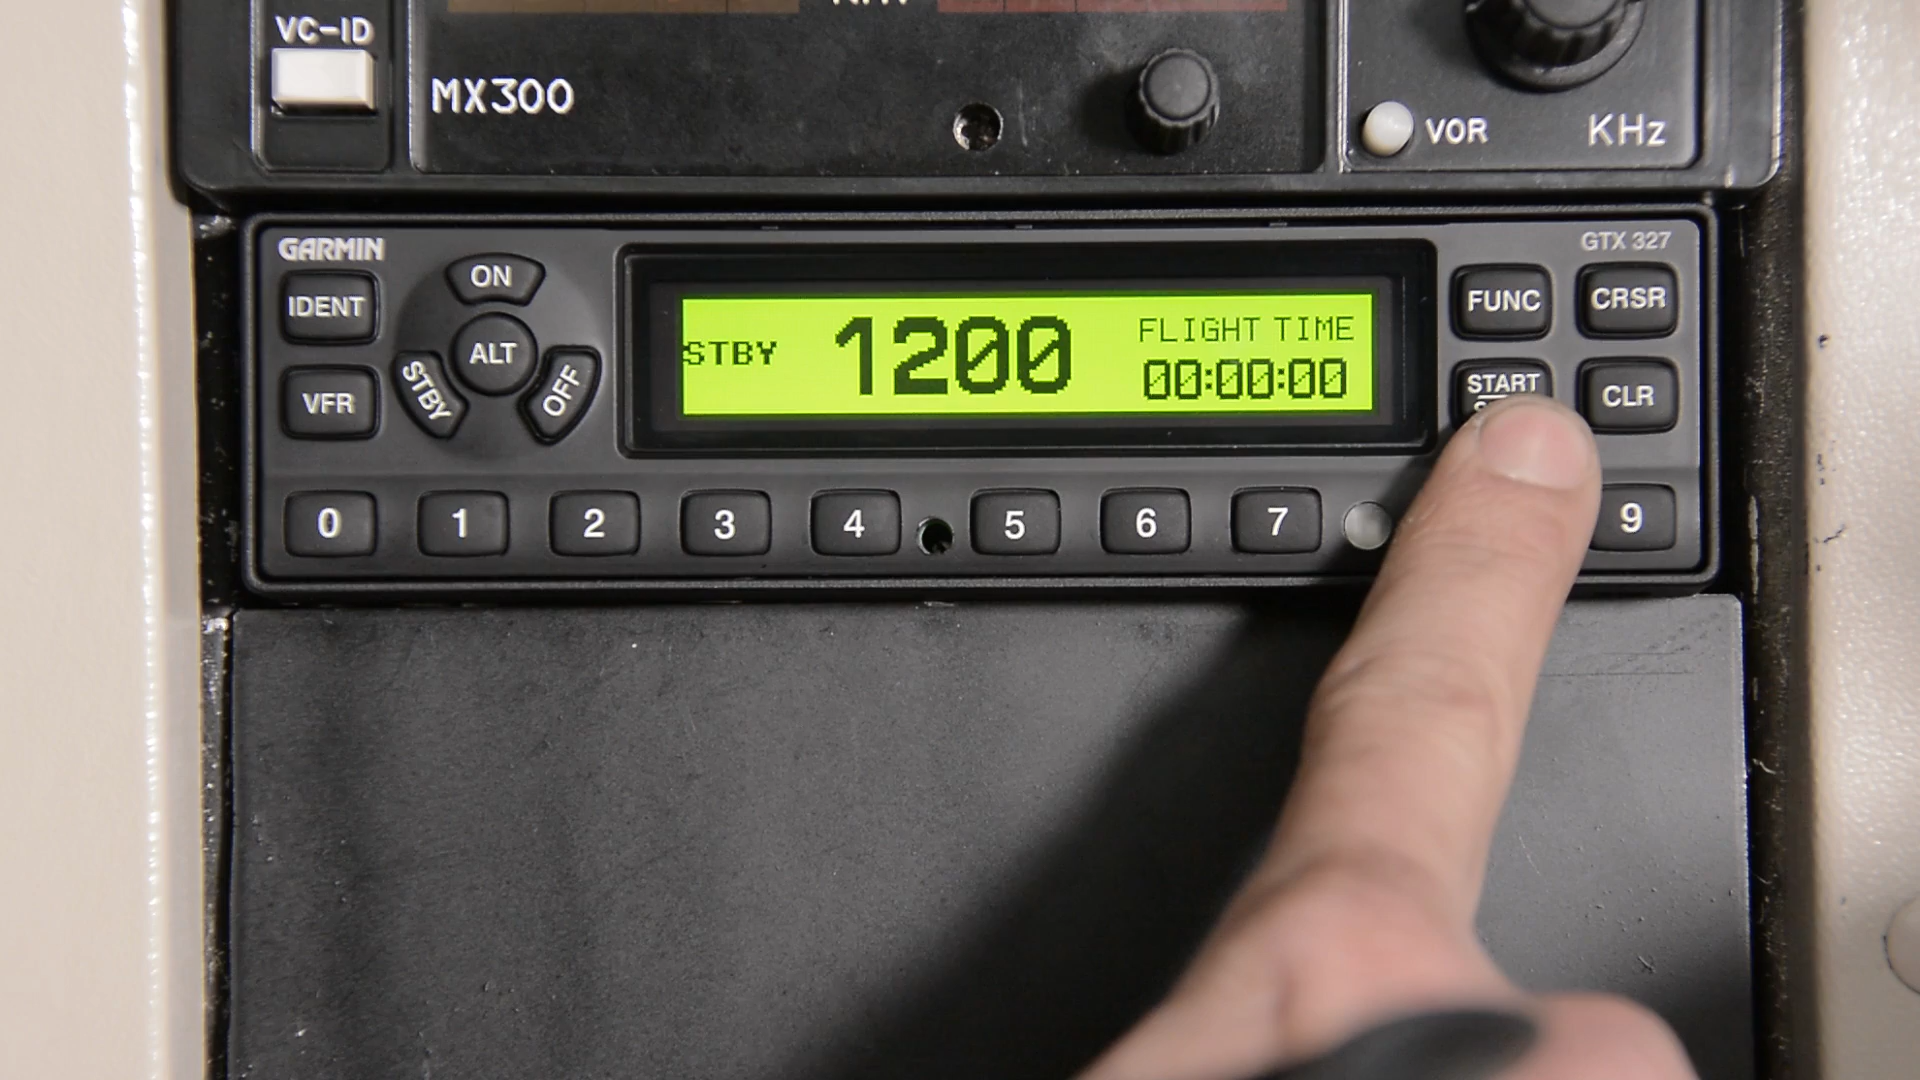 VC-ID
MX300
VOR
KHz
GARMIN
GTX 327
IDENT
ON
ALT
STBY
OFF
VFR
STBY
1200
FLIGHT TIME
00:00:00
FUNC
CRSR
START
CLR
0
1
2
3
4
5
6
7
9